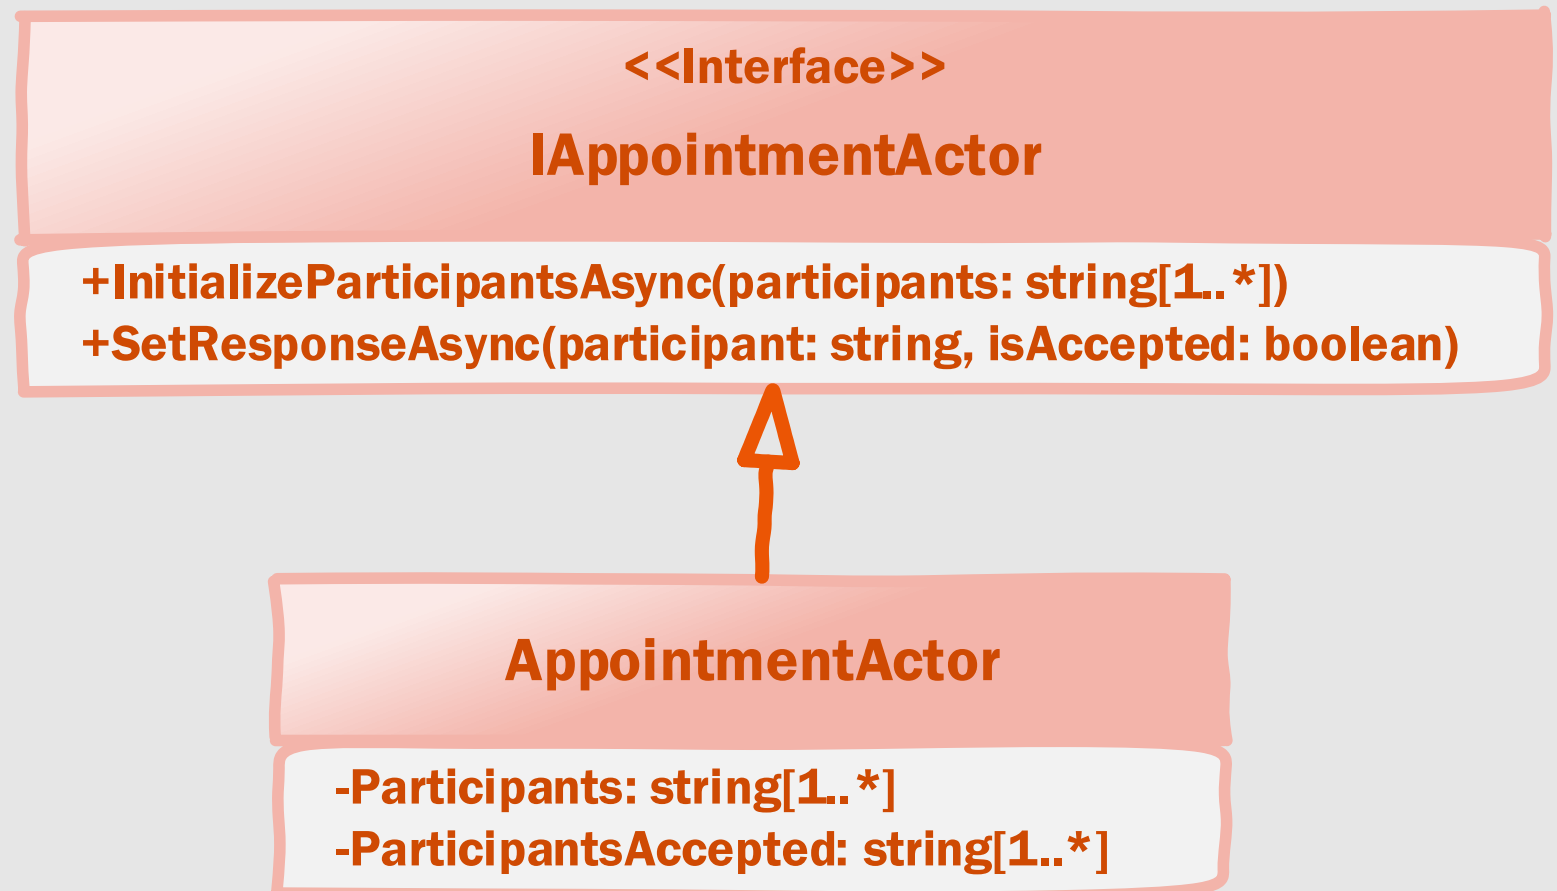 <<Interface>>
IAppointmentActor
+InitializeParticipantsAsync(participants: string[1..*])
+SetResponseAsync(participant: string, isAccepted: boolean)
AppointmentActor
-Participants: string[1..*]
-ParticipantsAccepted: string[1..*]